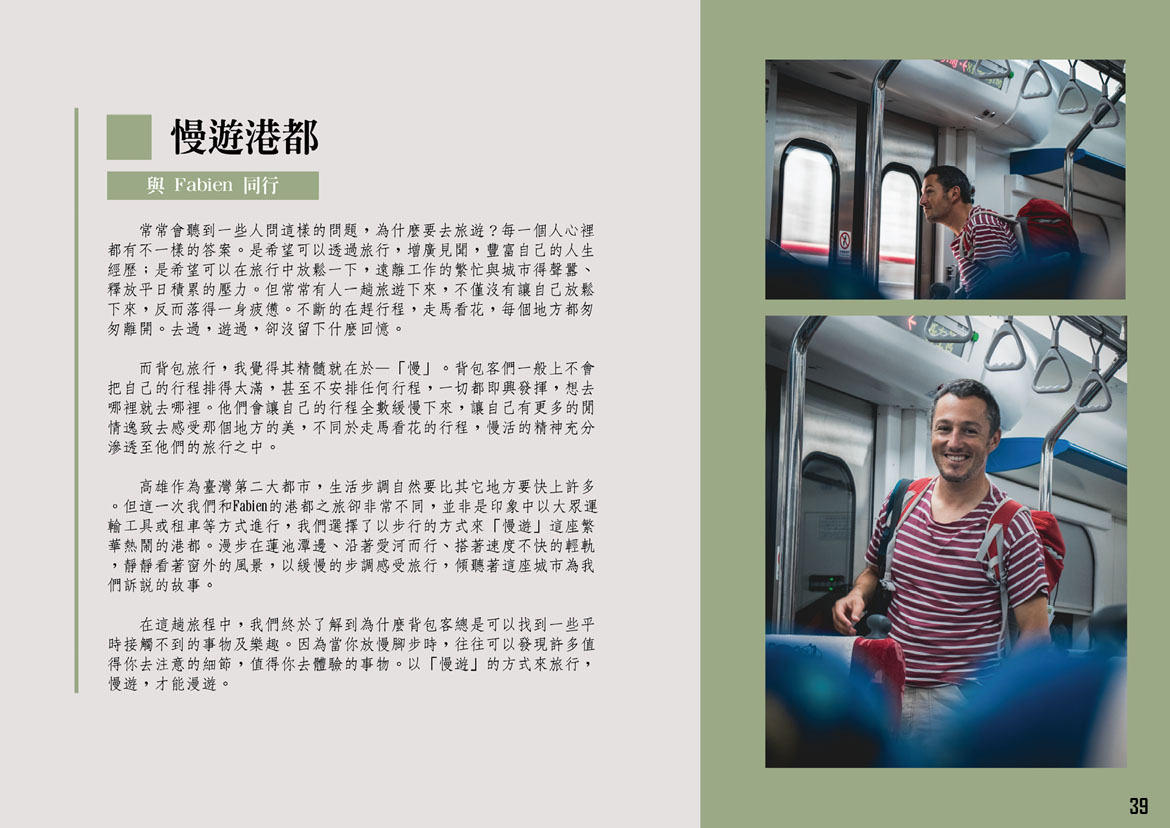 慢遊港都
與 Fabien 同行
常常會聽到一些人問這樣的問題，為什麼要去旅遊？每一個人心裡
都有不一樣的答案。是希望可以透過旅行，增廣見聞，豐富自己的人生
經歷；是希望可以在旅行中放鬆一下，遠離工作的繁忙與城市得聲囂、
釋放平日積累的壓力。但常常有人一趟旅遊下來，不僅沒有讓自己放鬆
下來，反而落得一身疲憊。不斷的在趕行程，走馬看花，每個地方都匆
匆離開。去過，遊過，卻沒留下什麼回憶。
而背包旅行，我覺得其精髓就在於—「慢」。背包客們一般上不會
把自己的行程排得太滿，甚至不安排任何行程，一切都即興發揮，想去
哪裡就去哪裡。他們會讓自己的行程全數緩慢下來，讓自己有更多的閒
情逸致去感受那個地方的美，不同於走馬看花的行程，慢活的精神充分
滲透至他們的旅行之中。
高雄作為臺灣第二大都市，生活步調自然要比其它地方要快上許多
。但這一次我們和Fabien的港都之旅卻非常不同，並非是印象中以大眾運
輸工具或租車等方式進行，我們選擇了以步行的方式來「慢遊」這座繁
華熱鬧的港都。漫步在蓮池潭邊、沿著愛河而行、搭著速度不快的輕軌
，靜靜看著窗外的風景，以緩慢的步調感受旅行，傾聽著這座城市為我
們訴説的故事。
在這趟旅程中，我們終於了解到為什麼背包客總是可以找到一些平
時接觸不到的事物及樂趣。因為當你放慢腳步時，往往可以發現許多值
得你去注意的細節，值得你去體驗的事物。以「慢遊」的方式來旅行，
慢遊，才能漫遊。
39